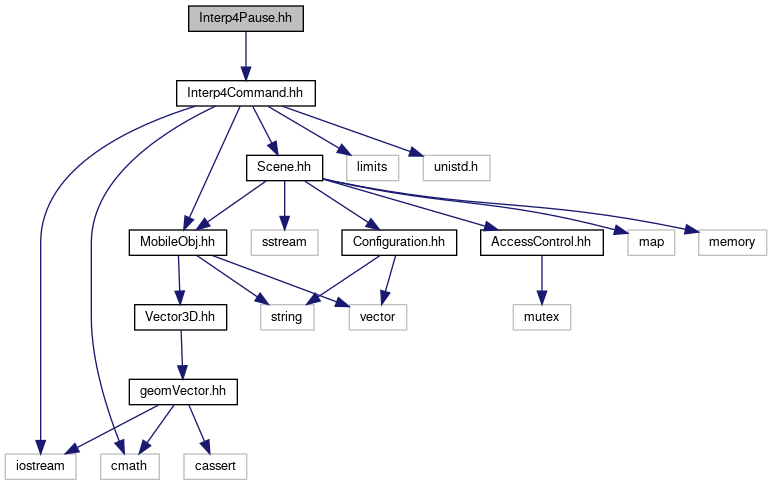 Interp4Pause.hh
Interp4Command.hh
Scene.hh
limits
unistd.h
MobileObj.hh
sstream
Configuration.hh
AccessControl.hh
map
memory
Vector3D.hh
string
vector
mutex
geomVector.hh
iostream
cmath
cassert